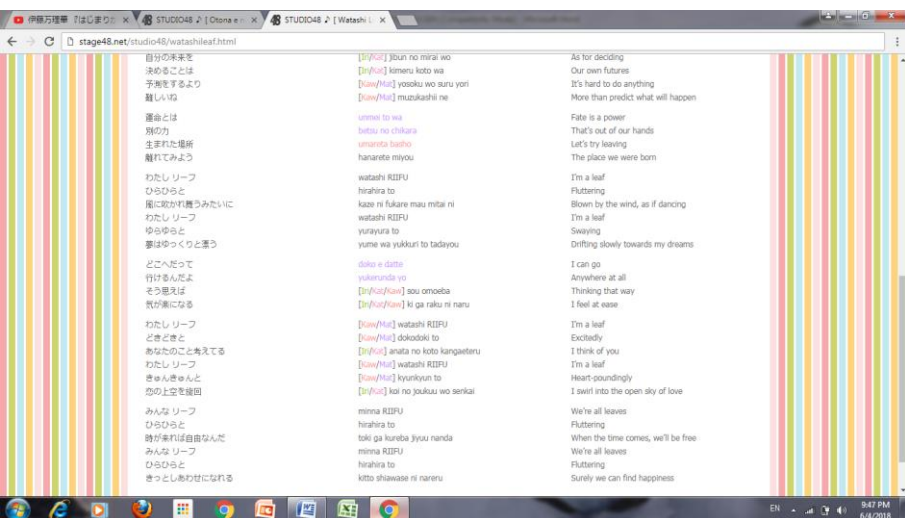 伊藤万理華 『はじまりか
STUDIO48 ♪ [ Otona e n
STUDIO48 ♪ [ Watashi L
stage48.net/studio48/watashileaf.html
自分の未来を [In/Kat] jibun no mirai wo As for deciding
決めることは [In/Kat] kimeru koto wa Our own futures
予測をするより [Kaw/Mat] yosoku wo suru yori It's hard to do anything
難しいね [Kaw/Mat] muzukashii ne More than predict what will happen
運命とは unmei to wa Fate is a power
別の力 betsu no chikara That's out of our hands
生まれた場所 umareta basho Let's try leaving
離れてみよう hanarete miyou The place we were born
わたし リーフ watashi RIIFU I'm a leaf
ひらひらと hirahira to Fluttering
風に吹かれ舞うみたいに kaze ni fukare mau mitai ni Blown by the wind, as if dancing
わたし リーフ watashi RIIFU I'm a leaf
ゆらゆらと yurayura to Swaying
夢はゆっくりと漂う yume wa yukkuri to tadayou Drifting slowly towards my dreams
どこへだって doko e datte I can go
行けるんだよ yukerunda yo Anywhere at all
そう思えば [In/Kat/Kaw] sou omoeba Thinking that way
気が楽になる [In/Kat/Kaw] ki ga raku ni naru I feel at ease
わたし リーフ [Kaw/Mat] watashi RIIFU I'm a leaf
どきどきと [Kaw/Mat] dokodoki to Excitedly
あなたのこと考えてる [In/Kat] anata no koto kangaeteru I think of you
わたし リーフ [Kaw/Mat] watashi RIIFU I'm a leaf
きゅんきゅんと [Kaw/Mat] kyunkyun to Heart-poundingly
恋の上空を旋回 [In/Kat] koi no joukuu wo senkai I swirl into the open sky of love
みんな リーフ minna RIIFU We're all leaves
ひらひらと hirahira to Fluttering
時が来れば自由なんだ toki ga kureba jiyuu nanda When the time comes, we'll be free
みんな リーフ minna RIIFU We're all leaves
ひらひらと hirahira to Fluttering
きっとしあわせになれる kitto shiawase ni nareru Surely we can find happiness
EN
9:47 PM
6/4/2018